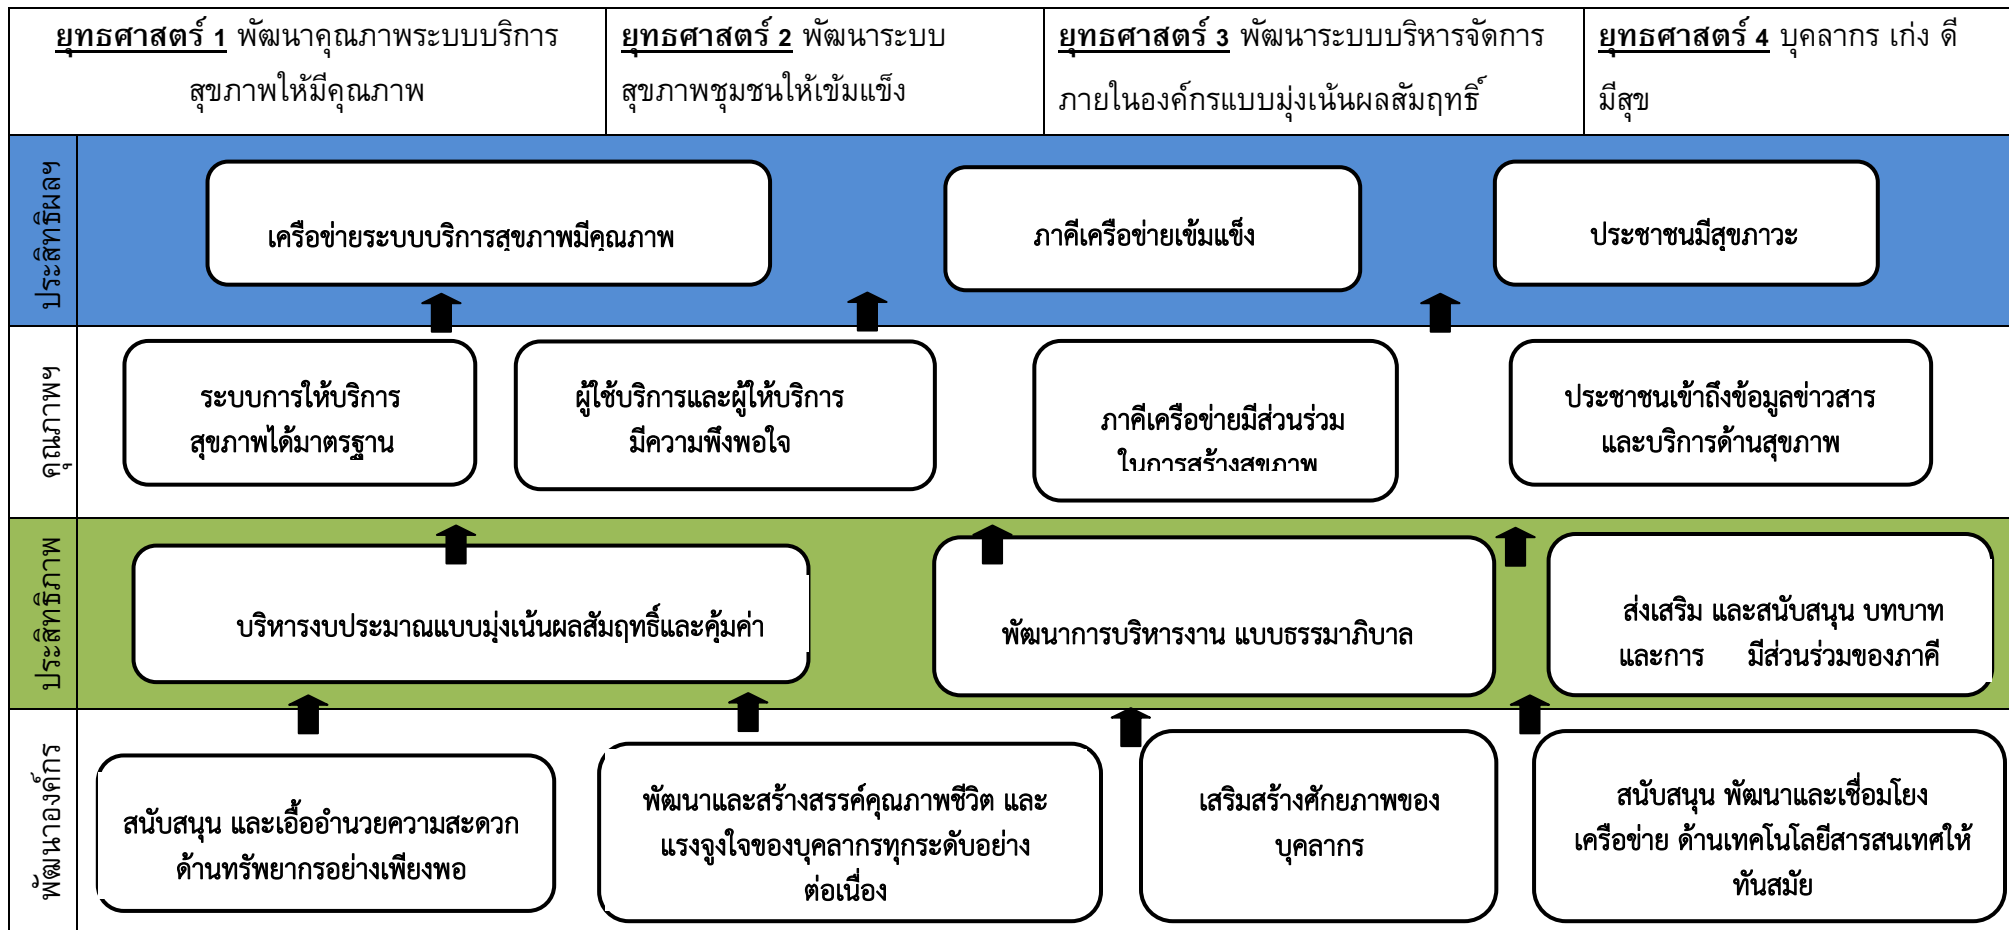 ยุทธศาสตร์ 1 พัฒนาคุณภาพระบบบริการ
สุขภาพให้มีคุณภาพ
ยุทธศาสตร์ 2 พัฒนาระบบ
สุขภาพชุมชนให้เข้มแข็ง
ยุทธศาสตร์ 3 พัฒนาระบบบริหารจัดการ
ภายในองค์กรแบบมุ่งเน้นผลสัมฤทธิ์
ยุทธศาสตร์ 4 บุคลากร เก่ง ดี
มีสุข
ประสิทธิผลฯ
เครือข่ายระบบบริการสุขภาพมีคุณภาพ
ภาคีเครือข่ายเข้มแข็ง
ประชาชนมีสุขภาวะ
คุณภาพฯ
ระบบการให้บริการ
สุขภาพได้มาตรฐาน
ผู้ใช้บริการและผู้ให้บริการ
มีความพึงพอใจ
ภาคีเครือข่ายมีส่วนร่วม
ในการสร้างสุขภาพ
ประชาชนเข้าถึงข้อมูลข่าวสาร
และบริการด้านสุขภาพ
ประสิทธิภาพ
บริหารงบประมาณแบบมุ่งเน้นผลสัมฤทธิ์และคุ้มค่า
พัฒนาการบริหารงาน แบบธรรมาภิบาล
ส่งเสริม และสนับสนุน บทบาท
และการ มีส่วนร่วมของภาคี
พัฒนาองค์กร
สนับสนุน และเอื้ออำนวยความสะดวก
ด้านทรัพยากรอย่างเพียงพอ
พัฒนาและสร้างสรรค์คุณภาพชีวิต และ
แรงจูงใจของบุคลากรทุกระดับอย่าง
ต่อเนื่อง
เสริมสร้างศักยภาพของ
บุคลากร
สนับสนุน พัฒนาและเชื่อมโยง
เครือข่าย ด้านเทคโนโลยีสารสนเทศให้
ทันสมัย